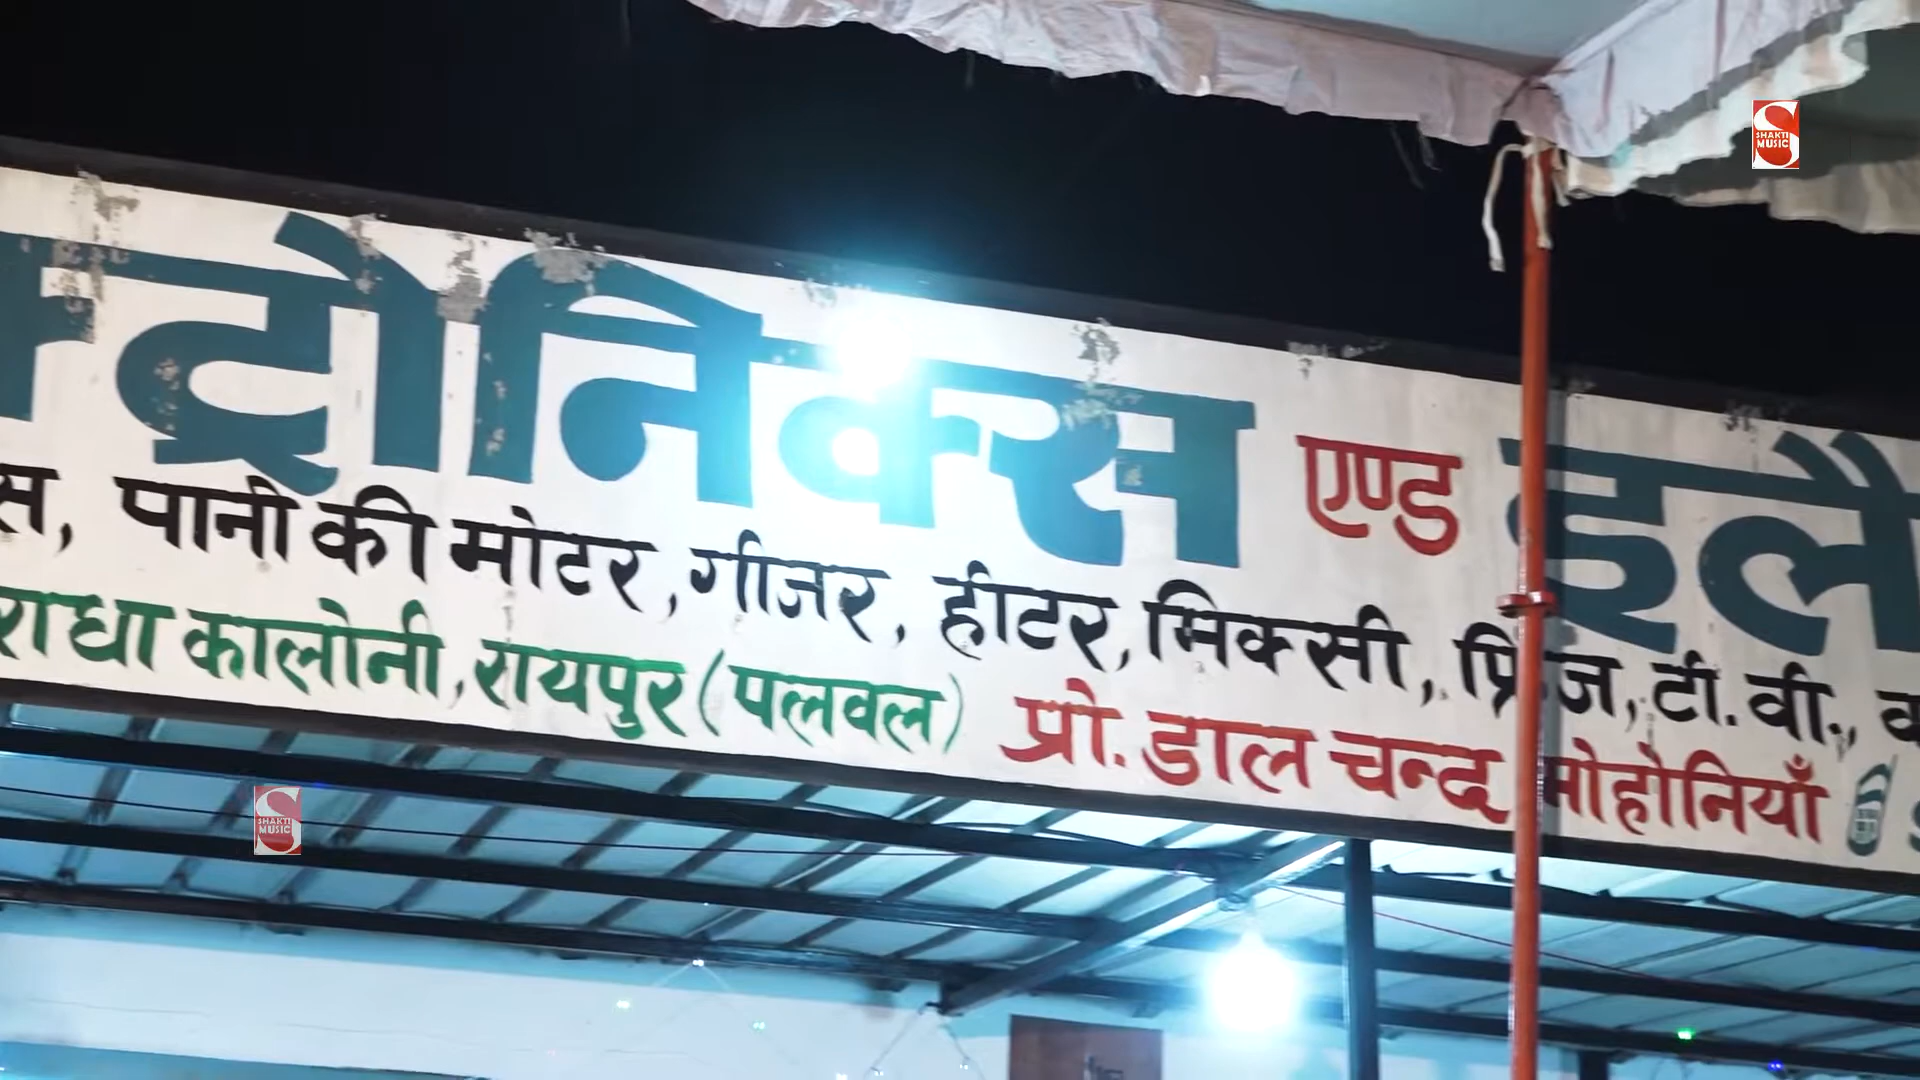 ट्रोनिक्स एण्ड इलै
स, पानी की मोटर, गीजर, हीटर, मिक्सी, फ्रिज, टी.वी.,
राधा कालोनी, रायपुर (पलवल) प्रो. डाल चन्द मोहोनियाँ
SHAKTI
MUSIC
SHAKTI
MUSIC